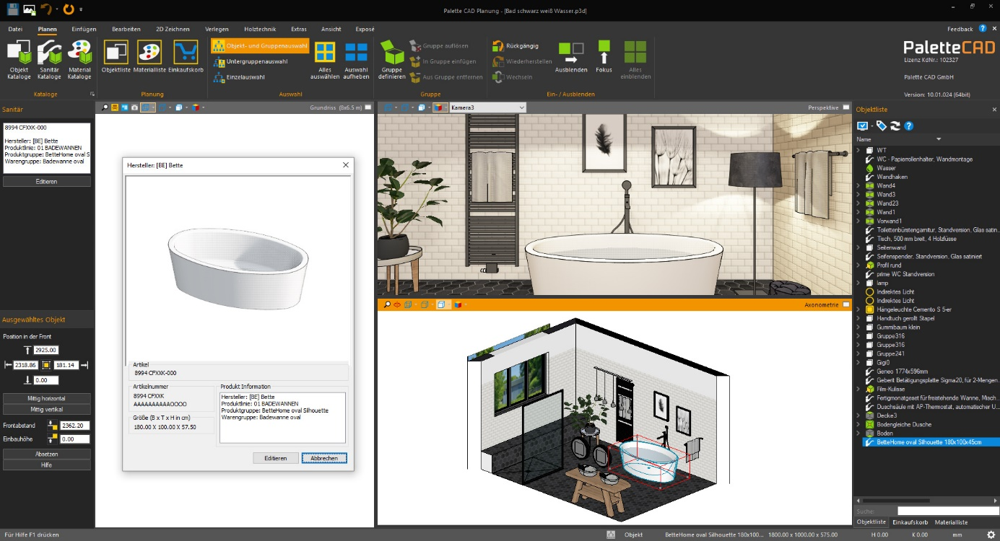 Palette CAD Planung - [Bad schwarz weiß Wasser.p3d]
Datei Planen Einfügen Bearbeiten 2D Zeichnen Verlegen Holztechnik Extras Ansicht Exposé Feedback
Objekt Kataloge
Sanitär Kataloge
Material Kataloge
Kataloge
Objektliste Materialliste Einkaufskorb
Planung
Objekt- und Gruppenauswahl
Untergruppenauswahl
Einzelauswahl
Alles auswählen
Auswahl aufheben
Auswahl
Gruppe definieren
Gruppe auflösen
In Gruppe einfügen
Aus Gruppe entfernen
Gruppe
Rückgängig
Wiederherstellen
Wechseln
Ausblenden
Fokus
Alles einblenden
Ein- / Ausblenden
PaletteCAD
Lizenz KdNr.: 102327
Palette CAD GmbH
Version: 10.01.024 (64bit)
Sanitär
8994 CFXXK-000
Hersteller: [BE] Bette
Produktlinie: 01 BADEWANNEN
Produktgruppe: BetteHome oval S
Warengruppe: Badewanne oval
Editieren
Ausgewähltes Objekt
Position in der Front
2925.00
2318.86 181.14
0.00
Mittig horizontal
Mittig vertikal
Frontabstand 2362.20
Einbauhöhe 0.00
Absetzen
Hilfe
Grundriss (8x6.5 m)
Hersteller: [BE] Bette
Artikel
8994 CFXXK-000
Artikelnummer
8994 CFXXK
AAAAAAAAAAOOOO
Größe (B x T x H in cm)
180.00 X 100.00 X 57.50
Produkt Information
Hersteller: [BE] Bette
Produktlinie: 01 BADEWANNEN
Produktgruppe: BetteHome oval Silhouette
Warengruppe: Badewanne oval
Editieren Abbrechen
Kamera3 Perspektive
Axonometrie
Objektliste
Name
WT
WC - Papierrollenhalter, Wandmontage
Wasser
Wandhaken
Wand4
Wand3
Wand23
Wand1
Vorwand1
Toilettenbürstengarnitur, Standversion, Glas satin...
Tisch, 500 mm breit, 4 Holzfüsse
Seitenwand
Seifenspender, Standversion, Glas satiniert
Profil rund
prime WC Standversion
lamp
Indirektes Licht
Indirektes Licht
Hängeleuchte Cemento S 5-er
Handtuch gerollt Stapel
Gummibaum klein
Gruppe316
Gruppe316
Gruppe241
Gigi0
Geneo 1774x596mm
Geberit Betätigungsplatte Sigma20, für 2-Mengen...
Film-Kulisse
Fertigmonatgeset für freistehende Wanne, Misch...
Duschsäule mit AP-Thermostat, automatischer U...
Decke3
Bodengleiche Dusche
Boden
BetteHome oval Silhouette 180x100x45cm
Suche:
Objektliste Einkaufskorb Materialliste
Für Hilfe F1 drücken Objekt BetteHome oval Silhouette 180x100... 1800.00 x 1000.00 x 575.00 H 0.00 K 0.00 mm